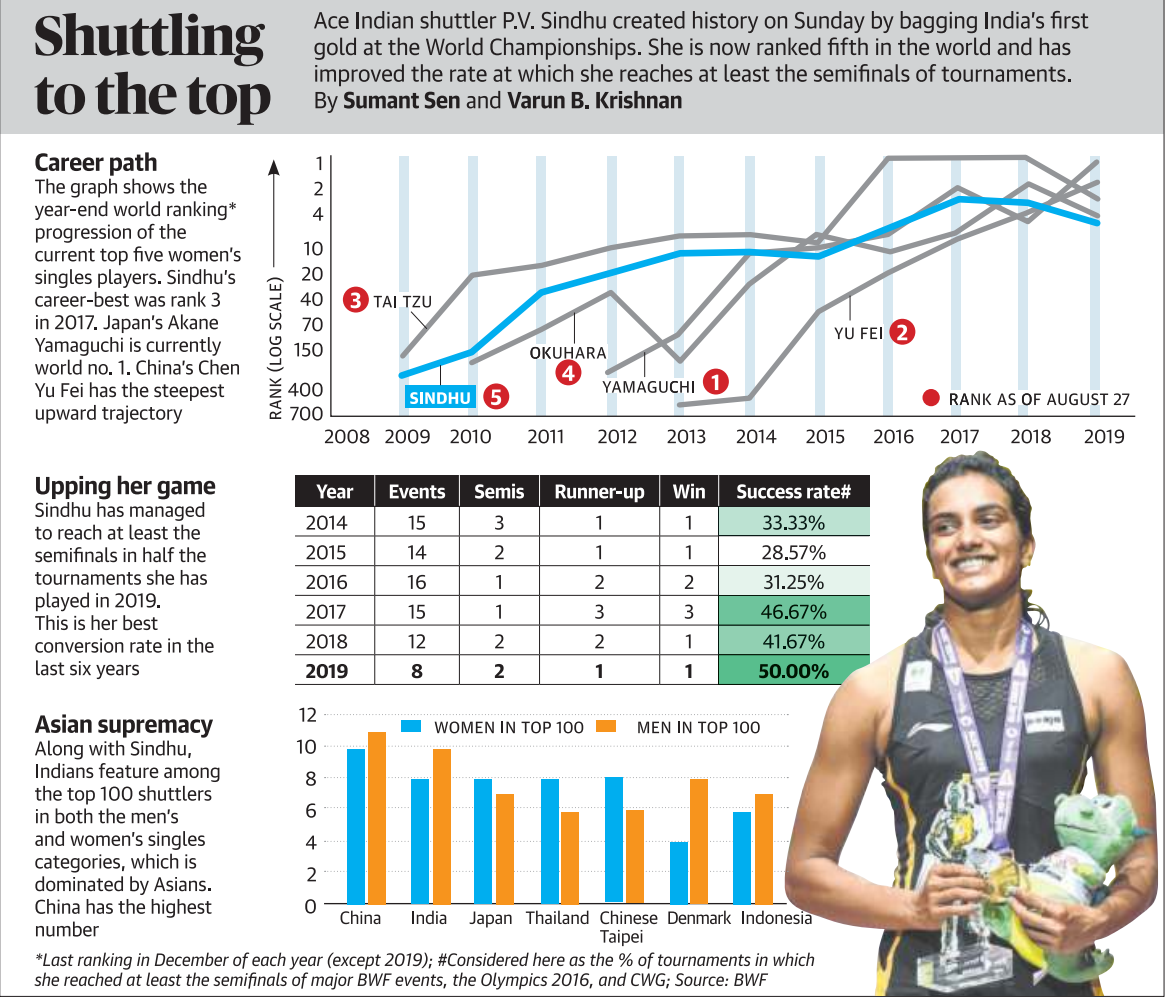 Shuttling
to the top
Ace Indian shuttler P.V. Sindhu created history on Sunday by bagging India's first
gold at the World Championships. She is now ranked fifth in the world and has
improved the rate at which she reaches at least the semifinals of tournaments.
By Sumant Sen and Varun B. Krishnan
Career path
The graph shows the
year-end world ranking*
progression of the
current top five women's
singles players. Sindhu's
career-best was rank 3
in 2017. Japan's Akane
Yamaguchi is currently
world no. 1. China's Chen
Yu Fei has the steepest
upward trajectory
RANK (LOG SCALE)
1
2
4
10
20
40
70
150
400
700
3 TAI TZU
SINDHU 5
OKUHARA
4
YAMAGUCHI 1
YU FEI 2
RANK AS OF AUGUST 27
2008 2009 2010 2011 2012 2013 2014 2015 2016 2017 2018 2019
Upping her game
Sindhu has managed
to reach at least the
semifinals in half the
tournaments she has
played in 2019.
This is her best
conversion rate in the
last six years
Year Events Semis Runner-up Win Success rate#
2014 15 3 1 1 33.33%
2015 14 2 1 1 28.57%
2016 16 1 2 2 31.25%
2017 15 1 3 3 46.67%
2018 12 2 2 1 41.67%
2019 8 2 1 1 50.00%
Asian supremacy
Along with Sindhu,
Indians feature among
the top 100 shuttlers
in both the men's
and women's singles
categories, which is
dominated by Asians.
China has the highest
number
WOMEN IN TOP 100 MEN IN TOP 100
12
10
8
6
4
2
0
China India Japan Thailand Chinese Taipei Denmark Indonesia
*Last ranking in December of each year (except 2019); #Considered here as the % of tournaments in which
she reached at least the semifinals of major BWF events, the Olympics 2016, and CWG; Source: BWF